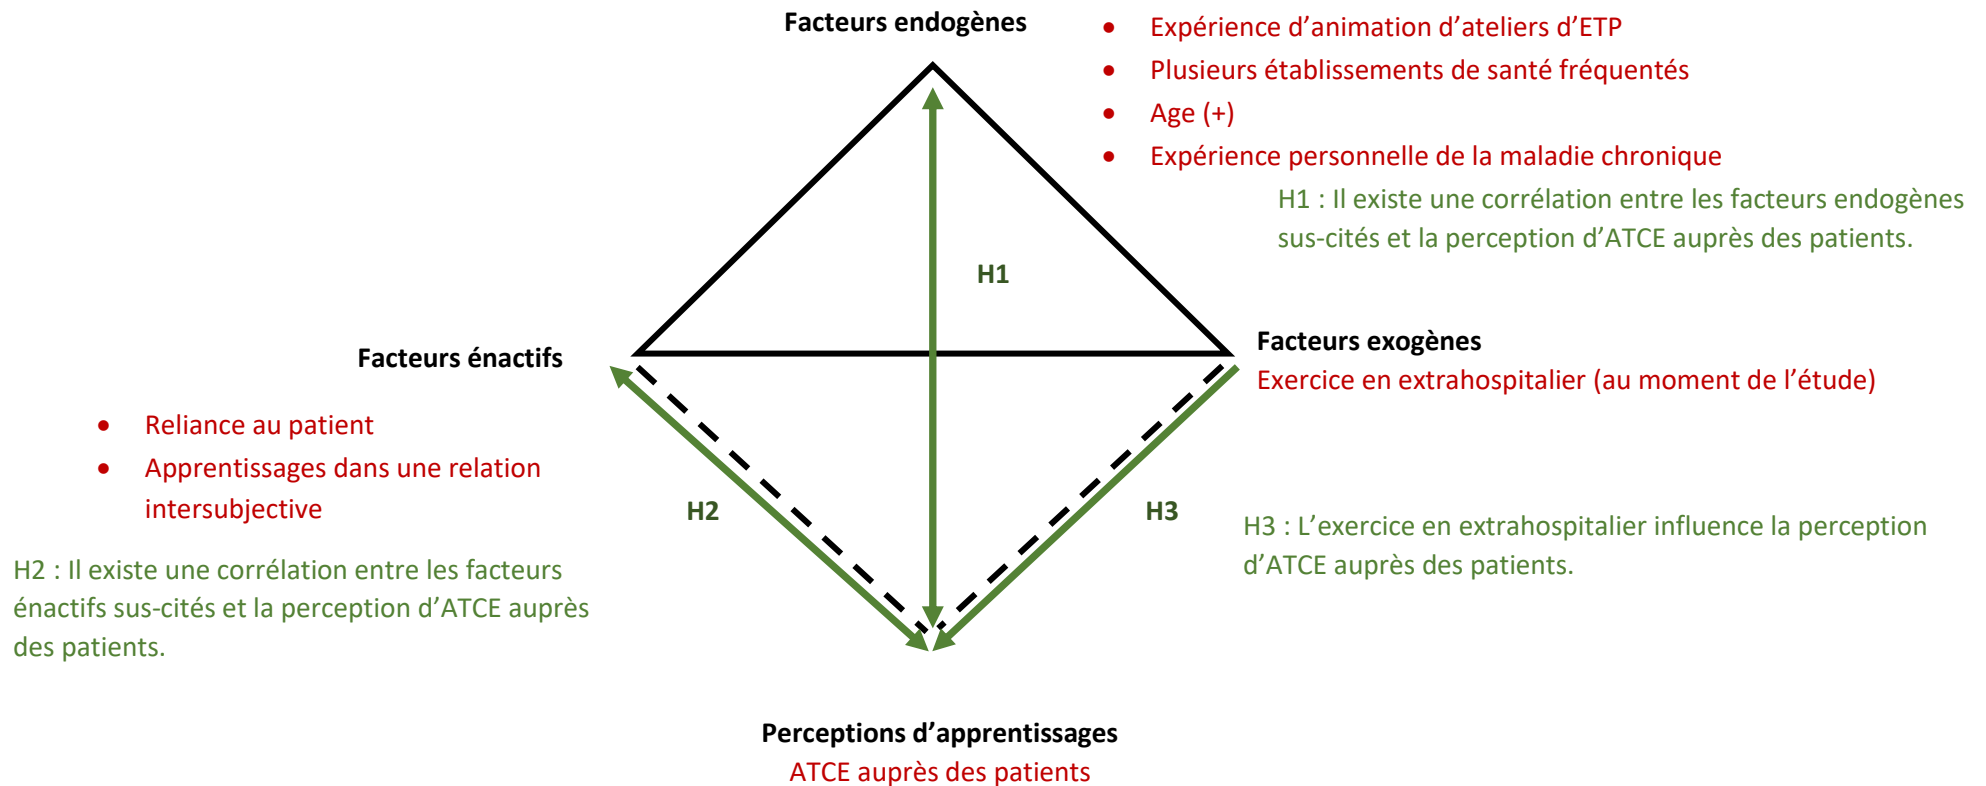 Facteurs endogènes
• Expérience d’animation d’ateliers d’ETP
• Plusieurs établissements de santé fréquentés
• Age (+)
• Expérience personnelle de la maladie chronique
H1 : Il existe une corrélation entre les facteurs endogènes
sus-cités et la perception d’ATCE auprès des patients.
H1
Facteurs énactifs
• Reliance au patient
• Apprentissages dans une relation
intersubjective
H2 : Il existe une corrélation entre les facteurs
énactifs sus-cités et la perception d’ATCE auprès
des patients.
H2
Facteurs exogènes
Exercice en extrahospitalier (au moment de l’étude)
H3
H3 : L’exercice en extrahospitalier influence la perception
d’ATCE auprès des patients.
Perceptions d’apprentissages
ATCE auprès des patients